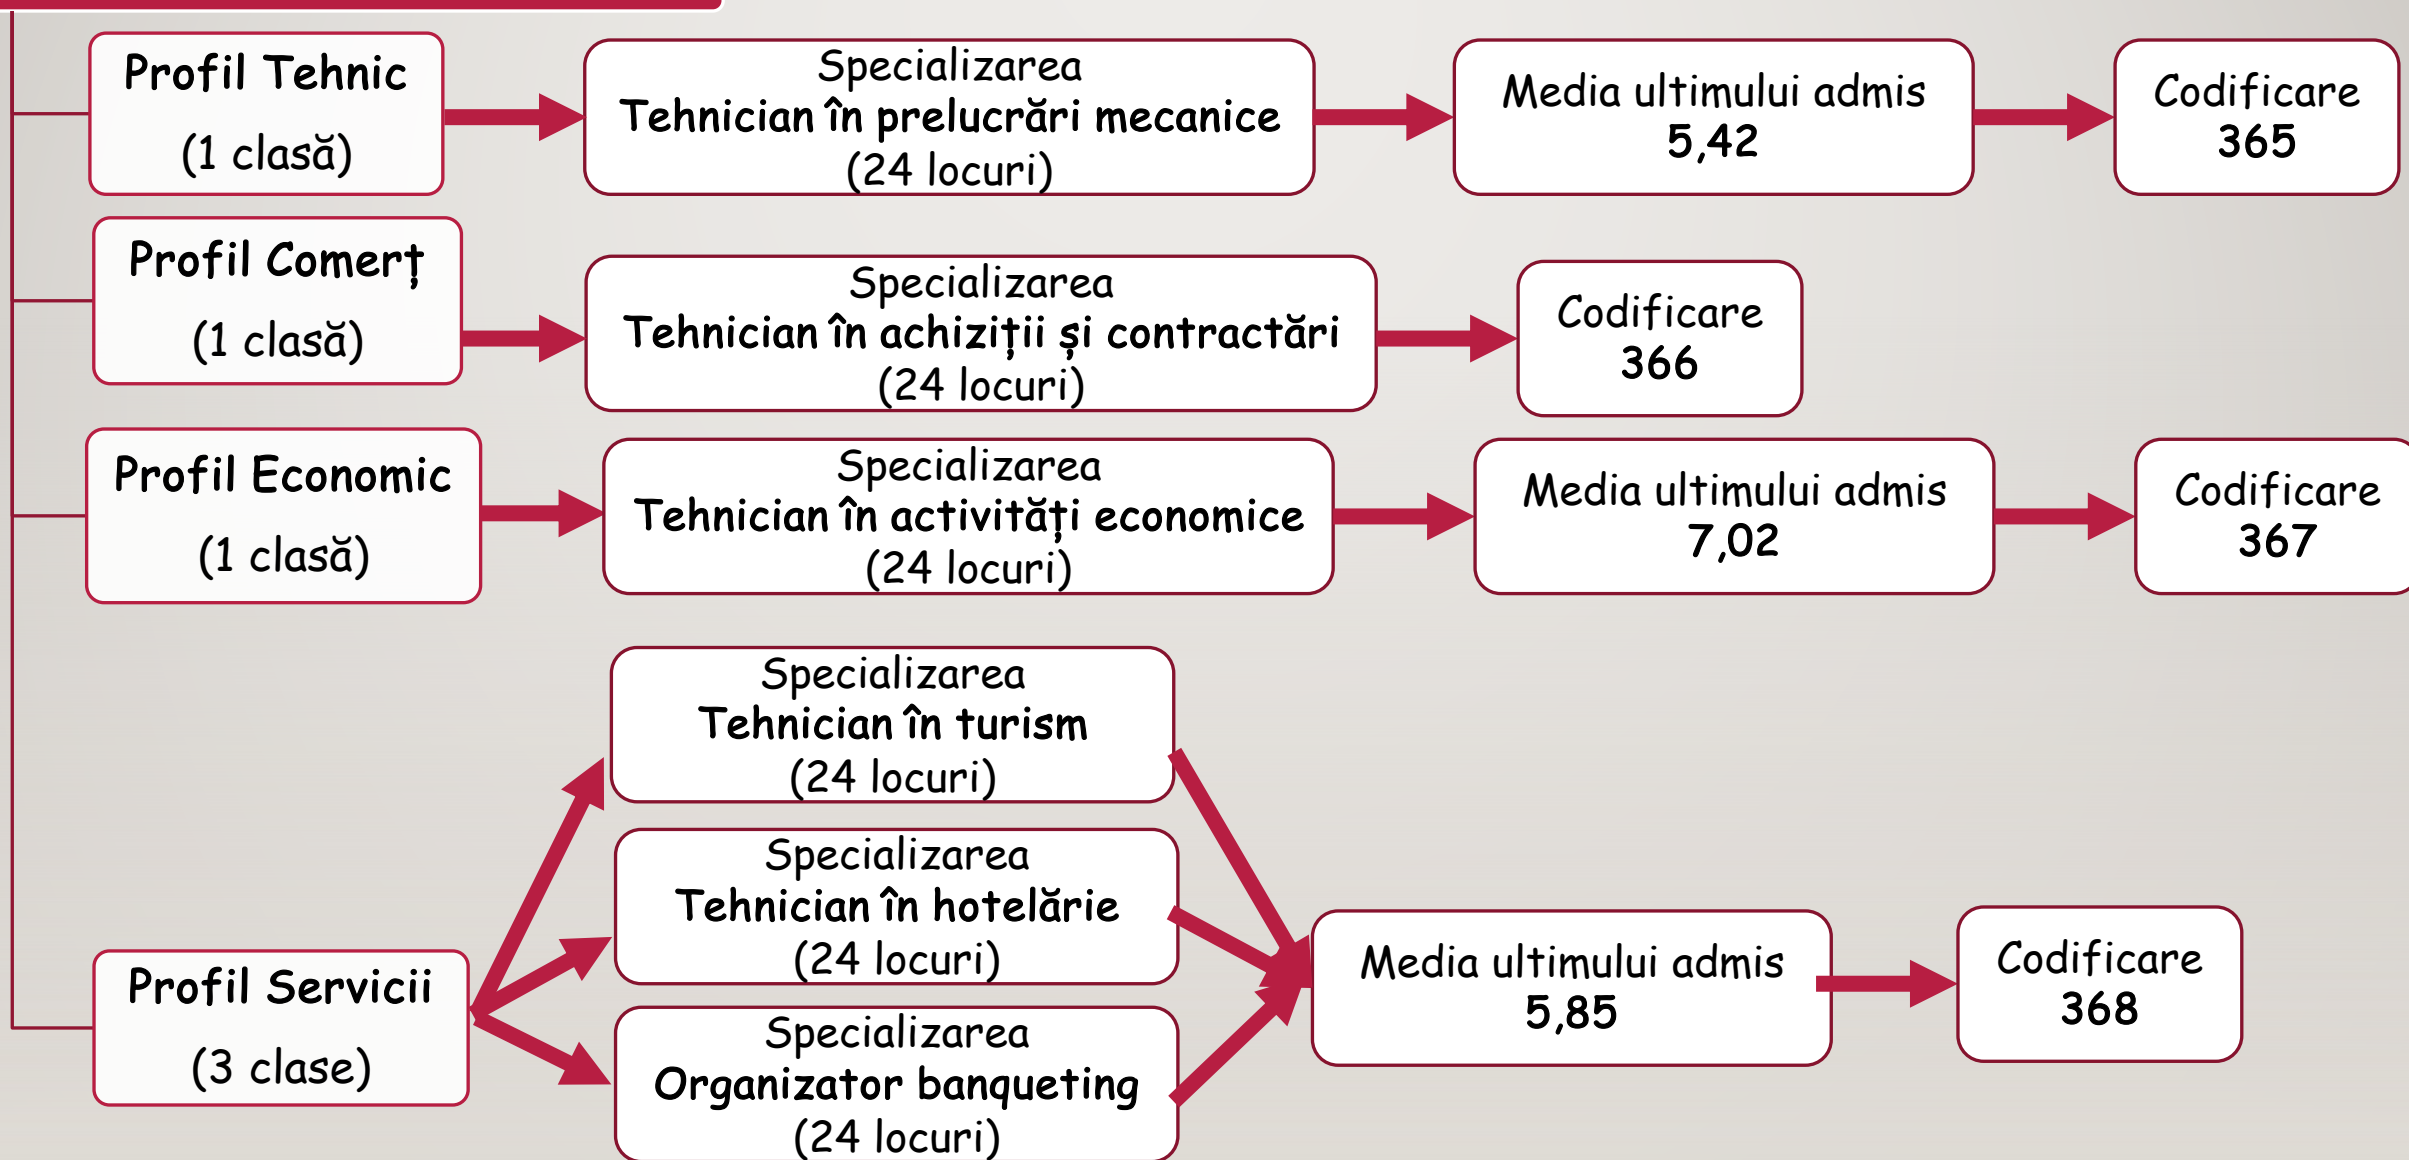 Profil Tehnic
(1 clasă)
Specializarea
Tehnician în prelucrări mecanice
(24 locuri)
Media ultimului admis
5,42
Codificare
365
Profil Comerț
(1 clasă)
Specializarea
Tehnician în achiziții și contractări
(24 locuri)
Codificare
366
Profil Economic
(1 clasă)
Specializarea
Tehnician în activități economice
(24 locuri)
Media ultimului admis
7,02
Codificare
367
Profil Servicii
(3 clase)
Specializarea
Tehnician în turism
(24 locuri)
Specializarea
Tehnician în hotelărie
(24 locuri)
Specializarea
Organizator banqueting
(24 locuri)
Media ultimului admis
5,85
Codificare
368